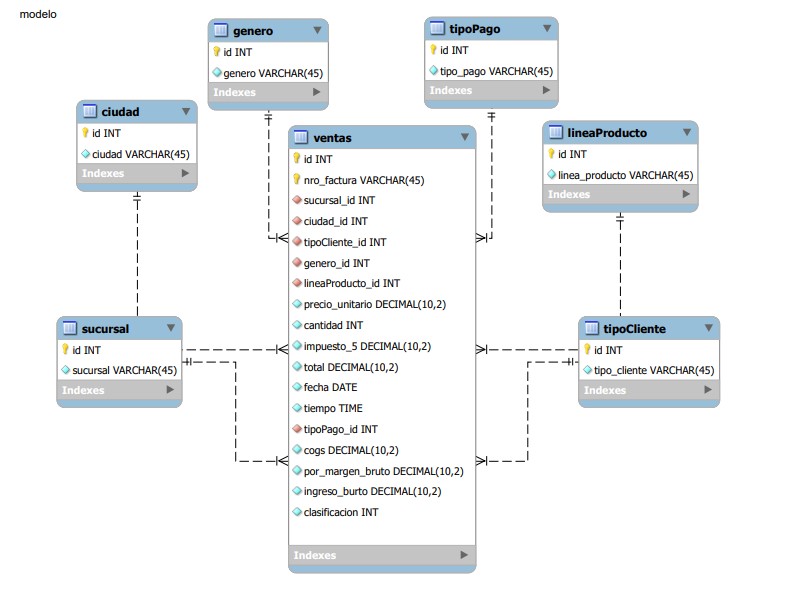 modelo
genero
id INT
genero VARCHAR(45)
Indexes
tipoPago
id INT
tipo_pago VARCHAR(45)
Indexes
ciudad
id INT
ciudad VARCHAR(45)
Indexes
ventas
id INT
nro_factura VARCHAR(45)
sucursal_id INT
ciudad_id INT
tipoCliente_id INT
genero_id INT
lineaProducto_id INT
precio_unitario DECIMAL(10,2)
cantidad INT
impuesto_5 DECIMAL(10,2)
total DECIMAL(10,2)
fecha DATE
tiempo TIME
tipoPago_id INT
cogs DECIMAL(10,2)
por_margen_bruto DECIMAL(10,2)
ingreso_burto DECIMAL(10,2)
clasificacion INT
Indexes
lineaProducto
id INT
linea_producto VARCHAR(45)
Indexes
sucursal
id INT
sucursal VARCHAR(45)
Indexes
tipoCliente
id INT
tipo_cliente VARCHAR(45)
Indexes